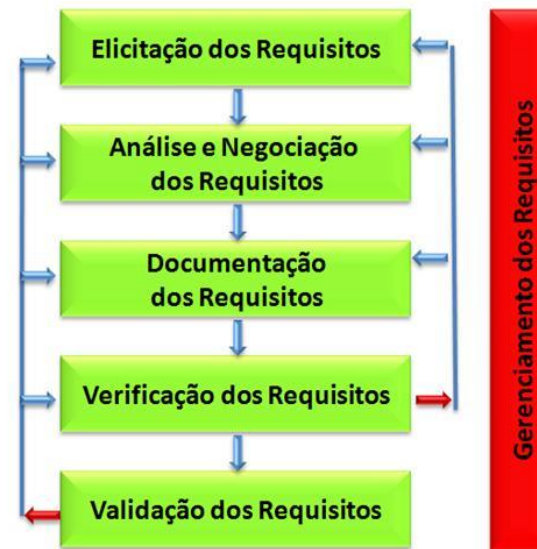 Elicitação dos Requisitos
Análise e Negociação
dos Requisitos
Documentação
dos Requisitos
Verificação dos Requisitos
Validação dos Requisitos
Gerenciamento dos Requisitos